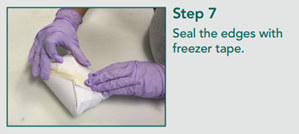 Step 7
Seal the edges with
freezer tape.